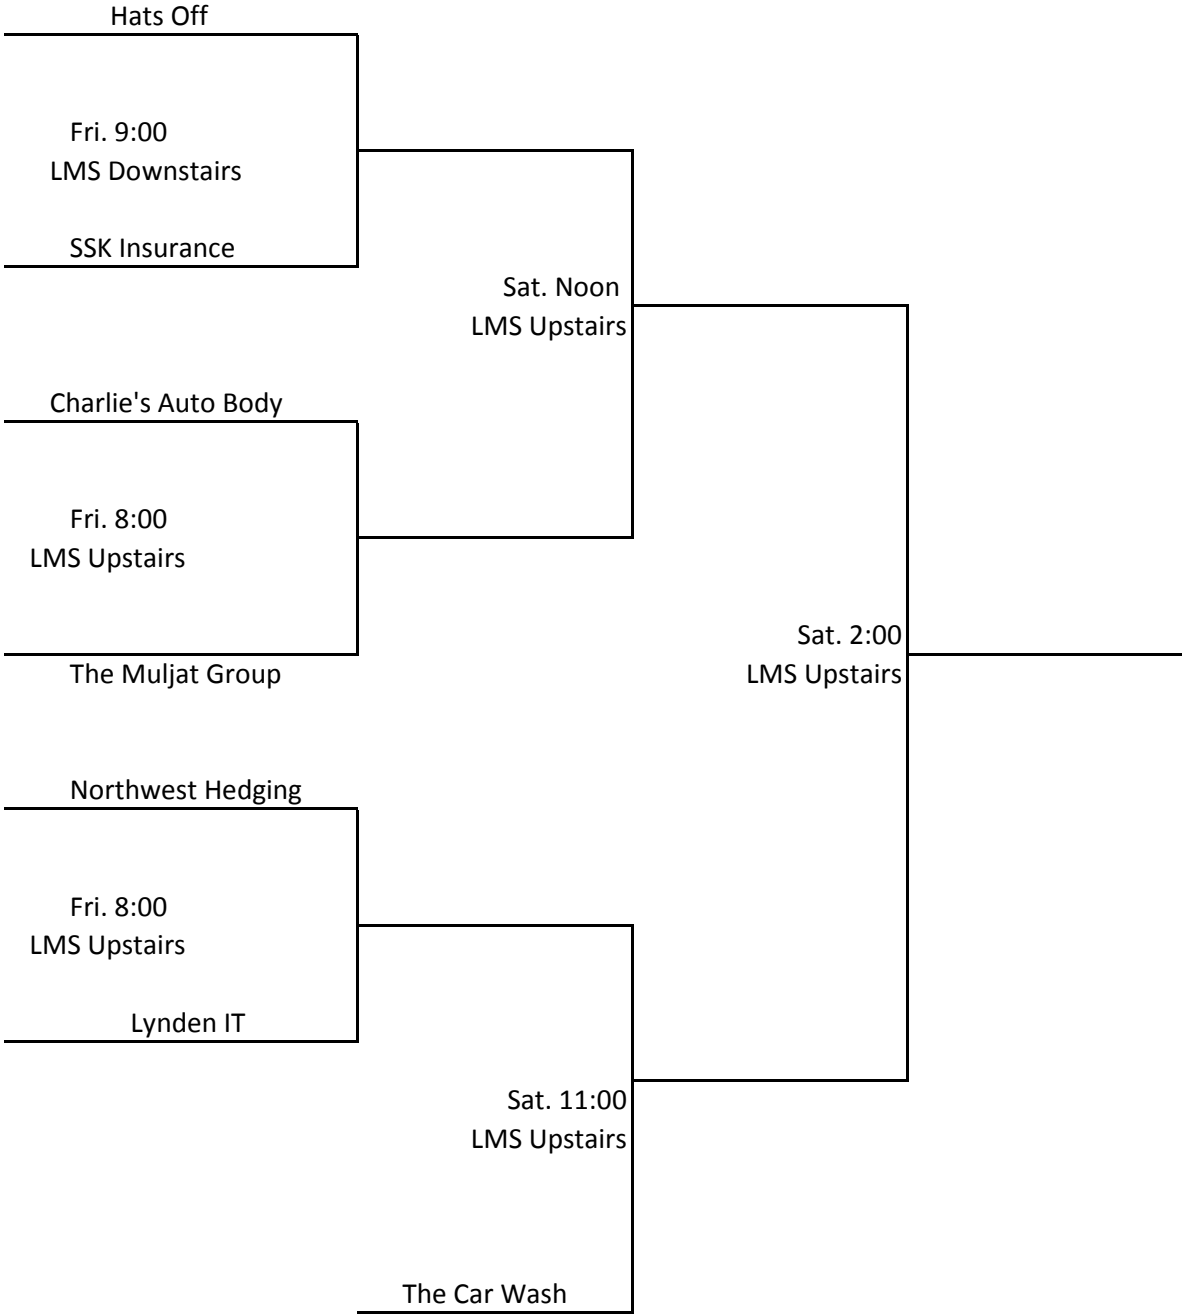 Hats Off
Fri. 9:00
LMS Downstairs
SSK Insurance
Sat. Noon
LMS Upstairs
Charlie's Auto Body
Fri. 8:00
LMS Upstairs
Sat. 2:00
LMS Upstairs
The Muljat Group
Northwest Hedging
Fri. 8:00
LMS Upstairs
Lynden IT
Sat. 11:00
LMS Upstairs
The Car Wash